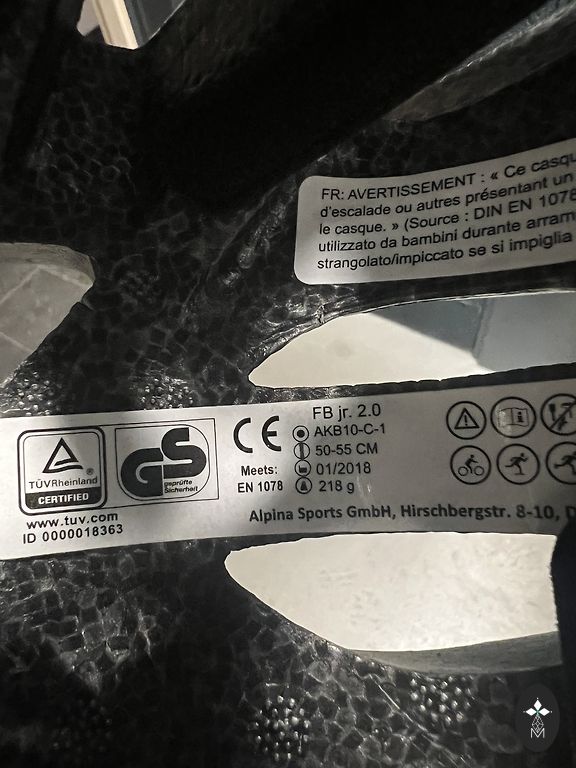 FR: AVERTISSEMENT : « Ce casqu
d'escalade ou autres présentant un
le casque. » (Source : DIN EN 1078
utilizzato da bambini durante arram
strangolato/impiccato se si impiglia
TÜVRheinland®
CERTIFIED
www.tuv.com
ID 0000018363
GS
geprüfte
Sicherheit
CE
Meets:
EN 1078
FB jr. 2.0
AKB10-C-1
50-55 CM
01/2018
218 g
Alpina Sports GmbH, Hirschbergstr. 8-10, D
M